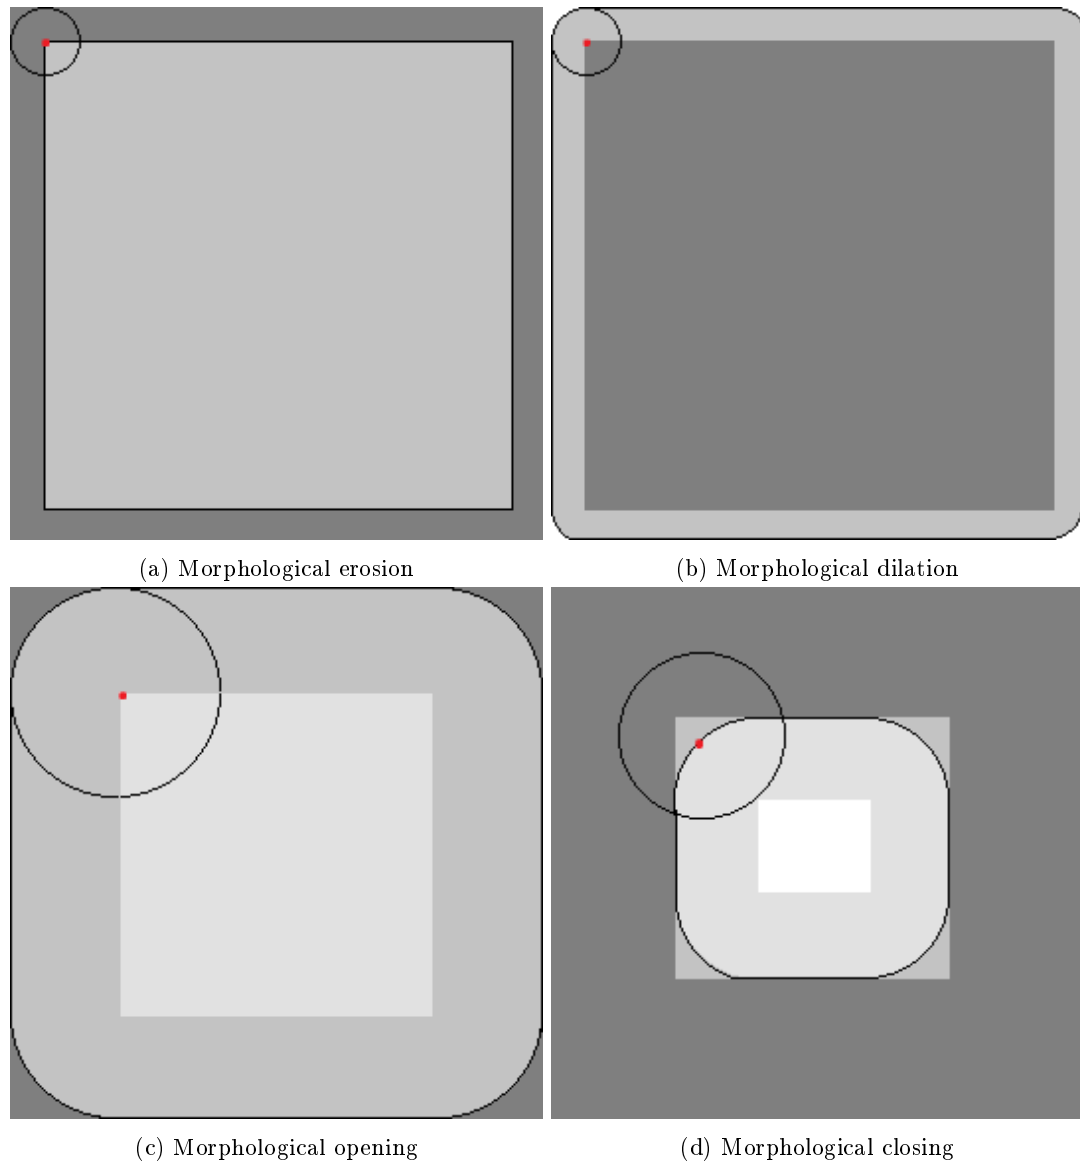 (a) Morphological erosion
(b) Morphological dilation
(c) Morphological opening
(d) Morphological closing